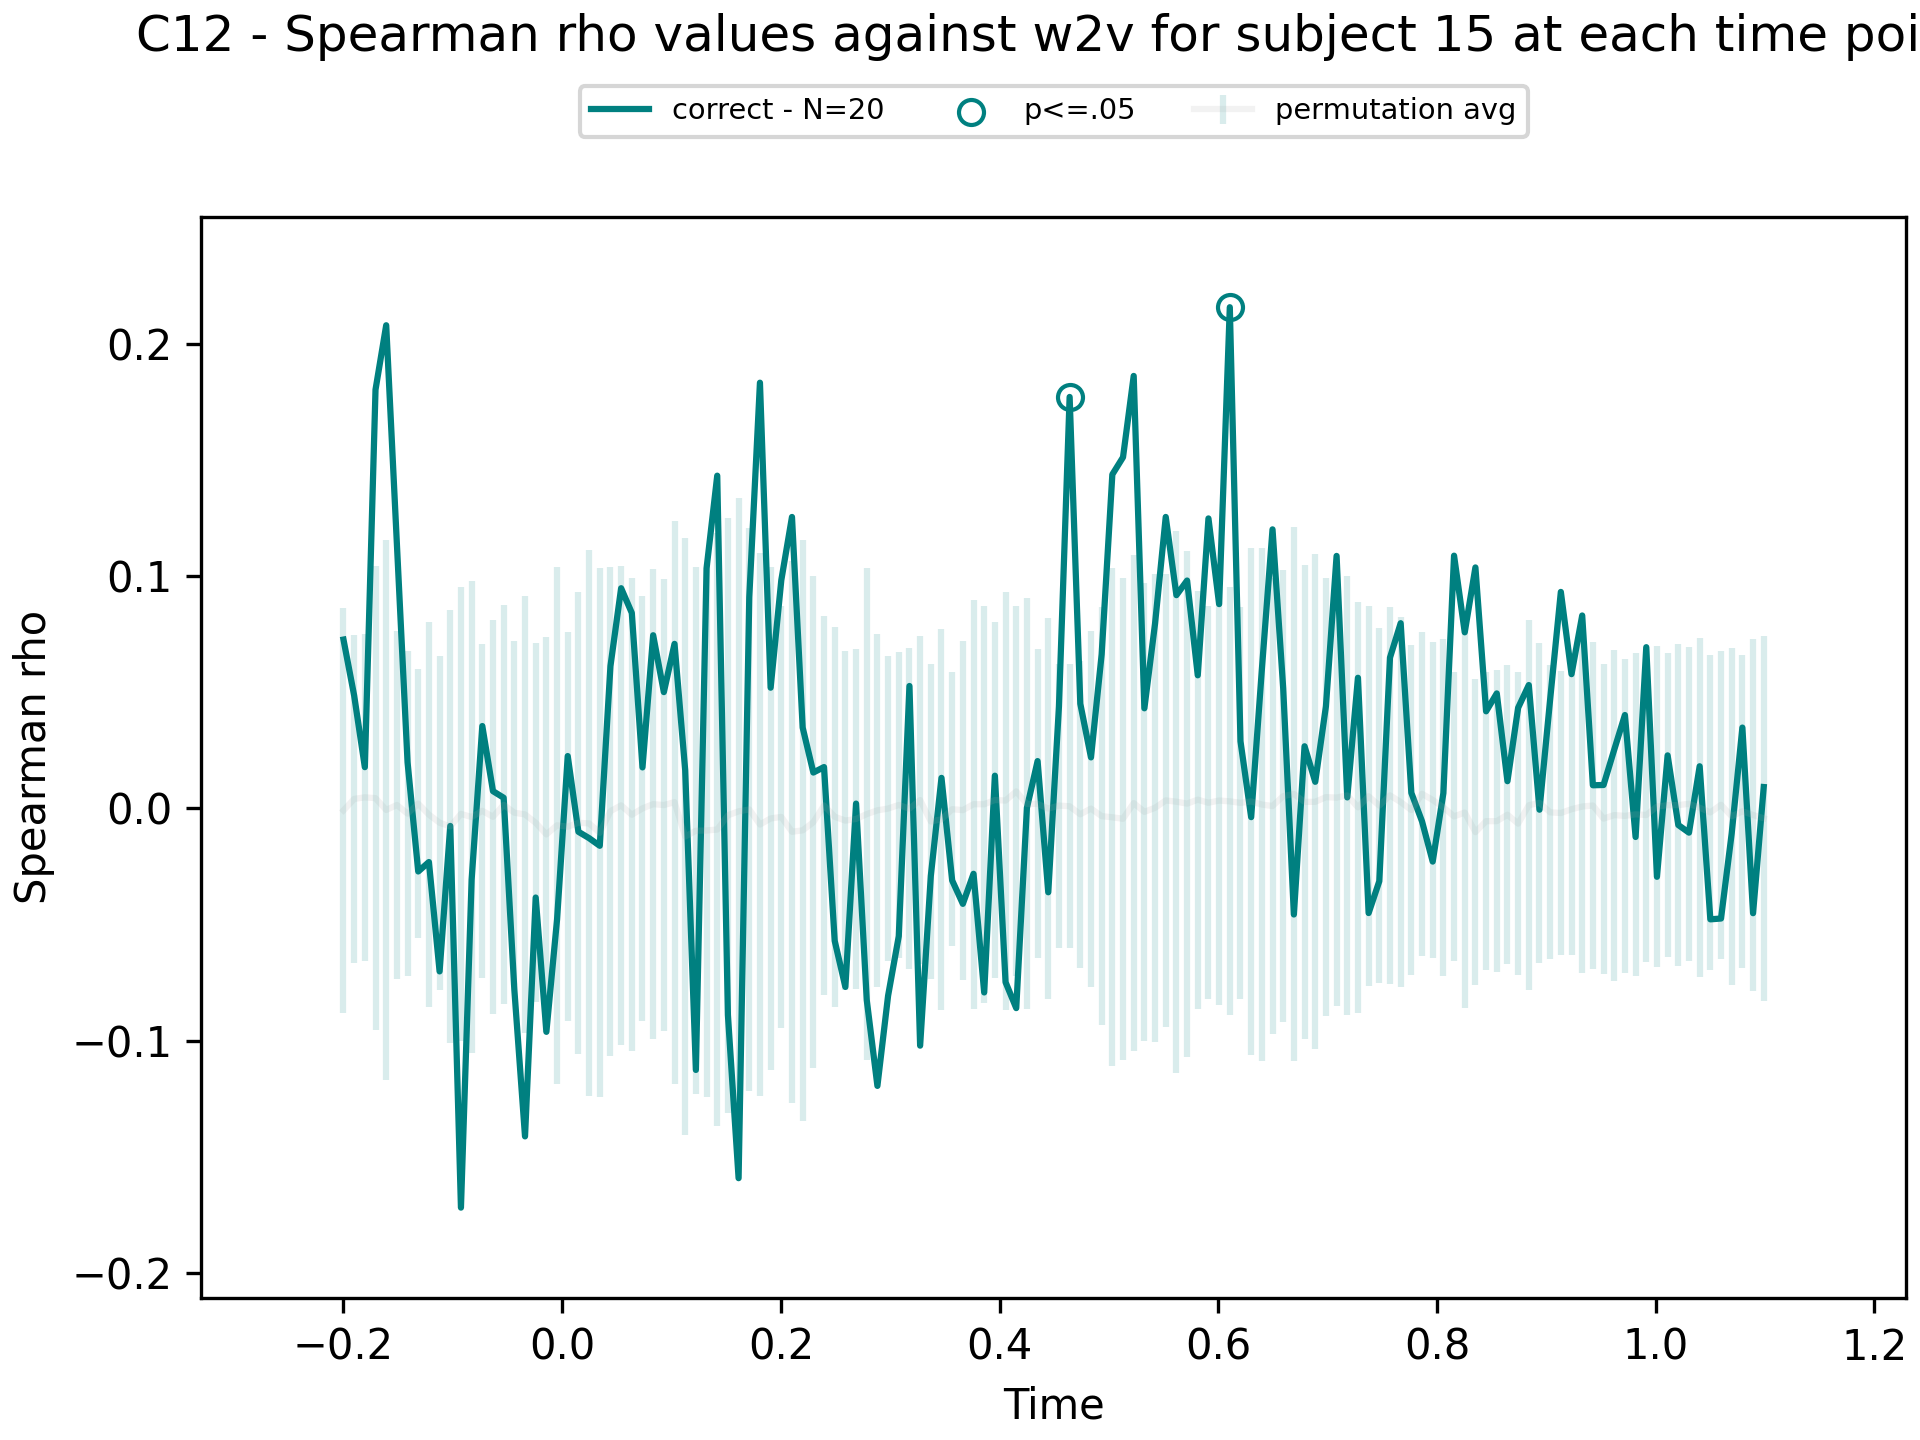 C12 - Spearman rho values against w2v for subject 15 at each time poi
correct - N=20 p<=.05 permutation avg
Spearman rho
0.2
0.1
0.0
−0.1
−0.2
−0.2 0.0 0.2 0.4 0.6 0.8 1.0 1.2
Time